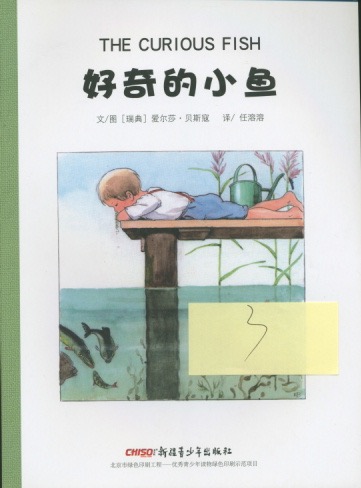 THE CURIOUS FISH
好奇的小鱼
文/图 [瑞典] 爱尔莎·贝斯蔻 译/ 任溶溶
3
CHISO 新疆青少年出版社
北京市绿色印刷工程——优秀青少年读物绿色印刷示范项目